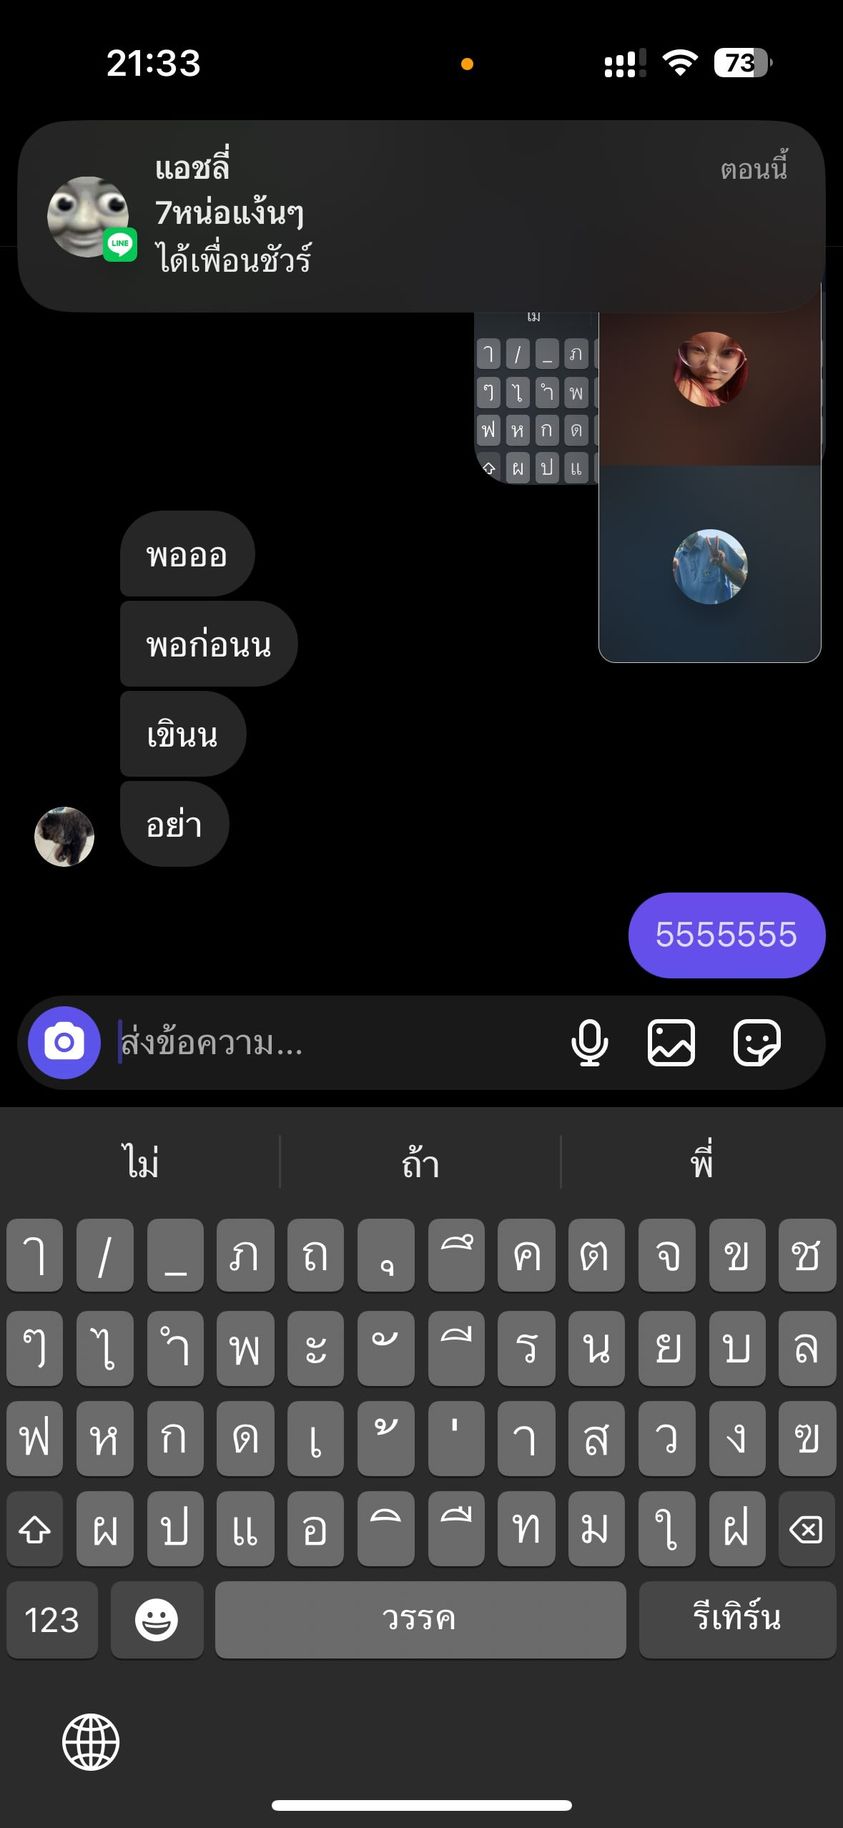 21:33
73
แอชลี่
ตอนนี้
7หน่อแง้นๆ
LINE
ได้เพื่อนชัวร์
ไม่
า / _ ภ
ๆ ไ ำ พ
ฟ ห ก ด
ผ ป แ
พอออ
พอก่อนน
เขินน
อย่า
5555555
ส่งข้อความ...
ไม่ ถ้า พี่
ๅ / _ ภ ถ ุ ึ ค ต จ ข ช
ๆ ไ ำ พ ะ ั ี ร น ย บ ล
ฟ ห ก ด เ ้ ่ า ส ว ง ฃ
ผ ป แ อ ิ ื ท ม ใ ฝ
123 วรรค รีเทิร์น